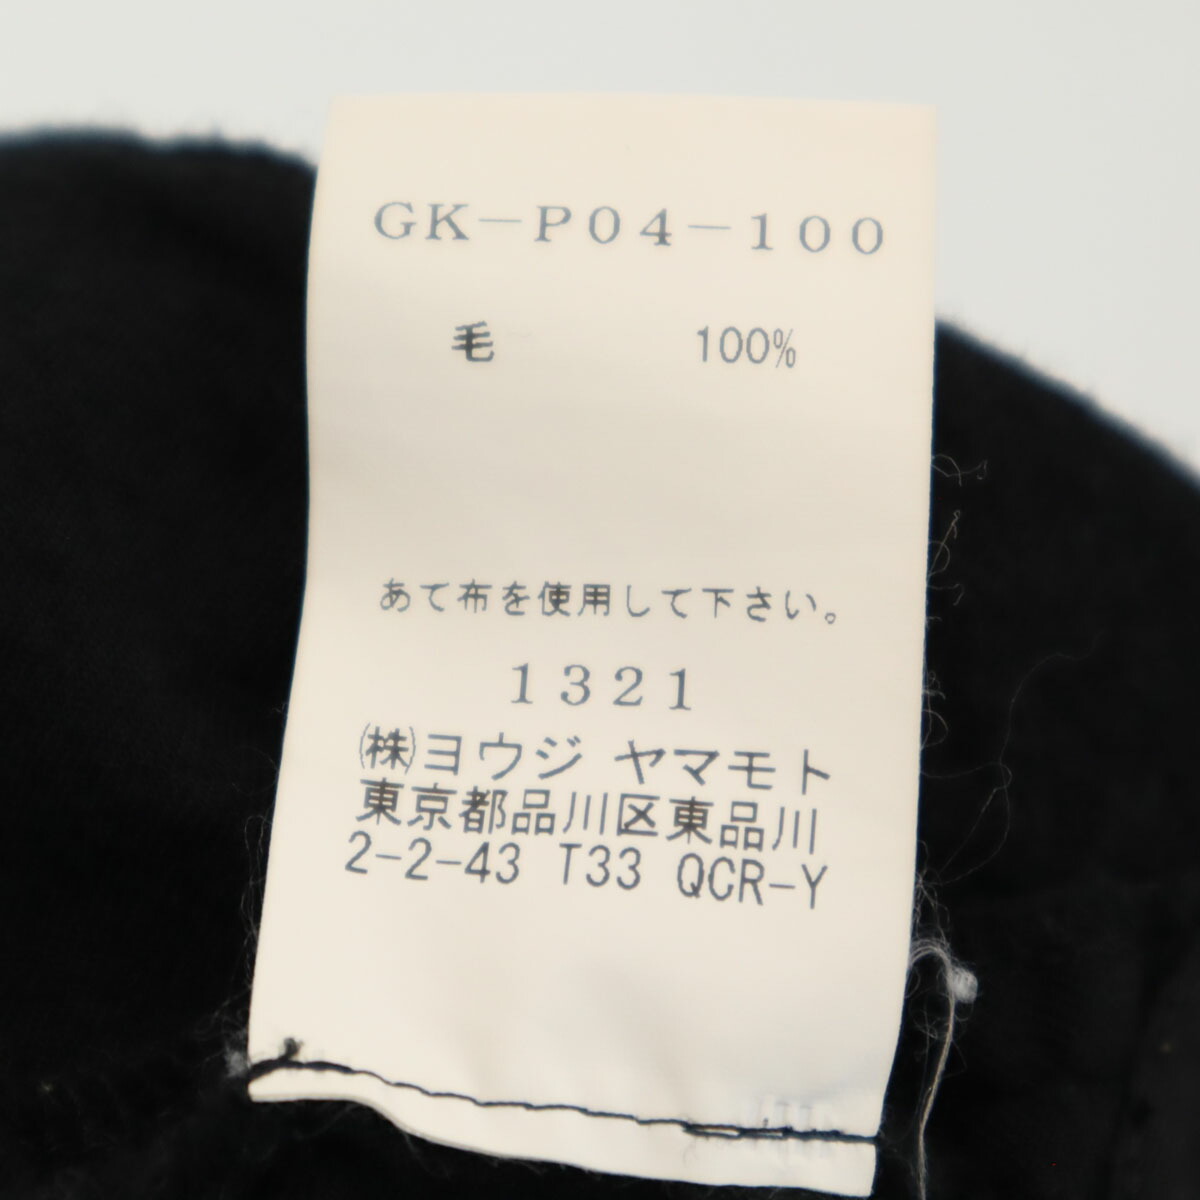 GK-P04-100
毛 100%
あて布を使用して下さい。
1321
(株)ヨウジ ヤマモト
東京都品川区東品川
2-2-43 T33 QCR-Y